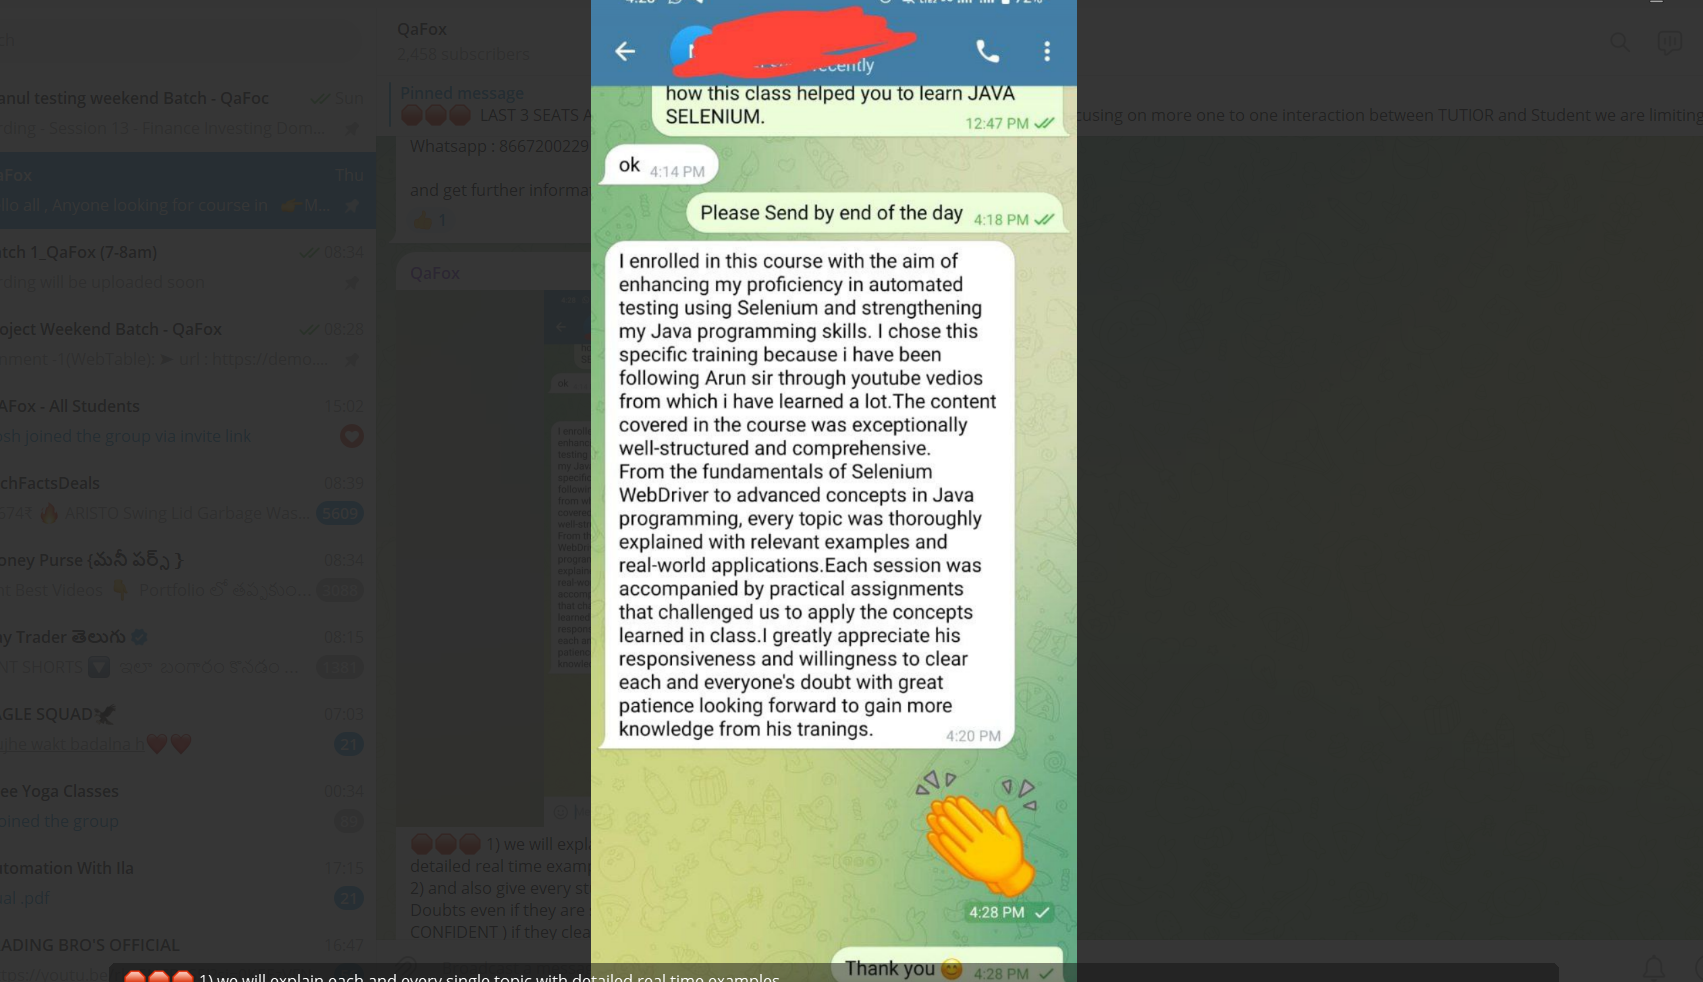 QaFox
2,458 subscribers
Pinned message
LAST 3 SEATS
cusing on more one to one interaction between TUTIOR and Student we are limiting
Whatsapp : 8667200229
and get further informa
👍 1
QaFox
anul testing weekend Batch - QaFoc
Sun
rding - Session 13 - Finance Investing Dom...
aFox
Thu
llo all , Anyone looking for course in 👉 M...
tch 1_QaFox (7-8am)
08:34
rding will be uploaded soon
oject Weekend Batch - QaFox
08:28
nment -1(WebTable): ➤ url : https://demo....
AFox - All Students
15:02
sh joined the group via invite link
chFactsDeals
08:39
574₹ 🔥 ARISTO Swing Lid Garbage Was...
5609
oney Purse {మనీ పర్స్ }
08:34
nt Best Videos 👇 Portfolio
ay Trader తెలుగు
08:15
NT SHORTS
AGLE SQUAD
07:03
jhe wakt badalna h❤️❤️
21
ee Yoga Classes
00:34
oined the group
utomation With Ila
17:15
ual .pdf
21
ADING BRO'S OFFICIAL
16:47
tps://youtu.be
🛑🛑🛑 1) we will expl
detailed real time exam
2) and also give every st
Doubts even if they are
CONFIDENT ) if they clea
how this class helped you to learn JAVA
SELENIUM.
12:47 PM
ok 4:14 PM
Please Send by end of the day 4:18 PM
I enrolled in this course with the aim of
enhancing my proficiency in automated
testing using Selenium and strengthening
my Java programming skills. I chose this
specific training because i have been
following Arun sir through youtube vedios
from which i have learned a lot.The content
covered in the course was exceptionally
well-structured and comprehensive.
From the fundamentals of Selenium
WebDriver to advanced concepts in Java
programming, every topic was thoroughly
explained with relevant examples and
real-world applications.Each session was
accompanied by practical assignments
that challenged us to apply the concepts
learned in class.I greatly appreciate his
responsiveness and willingness to clear
each and everyone's doubt with great
patience looking forward to gain more
knowledge from his tranings.
4:20 PM
4:28 PM
Thank you 😊 4:28 PM
🛑🛑🛑 1) we will explain each and every single topic with detailed real time examples